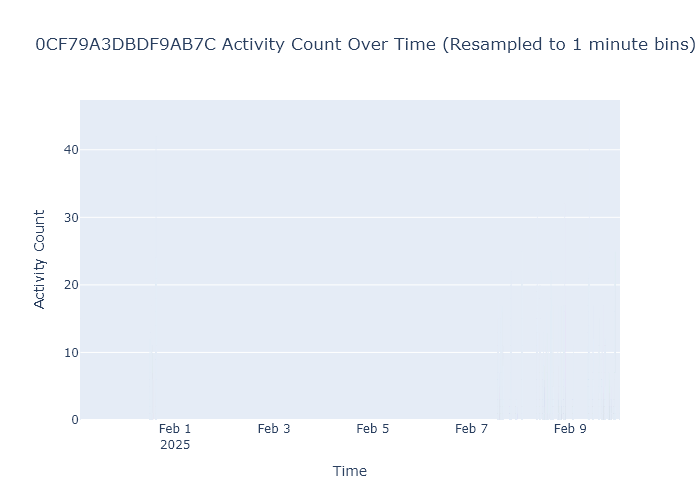 0CF79A3DBDF9AB7C Activity Count Over Time (Resampled to 1 minute bins)
40
30
20
10
0
Activity Count
Feb 1
2025
Feb 3
Feb 5
Feb 7
Feb 9
Time